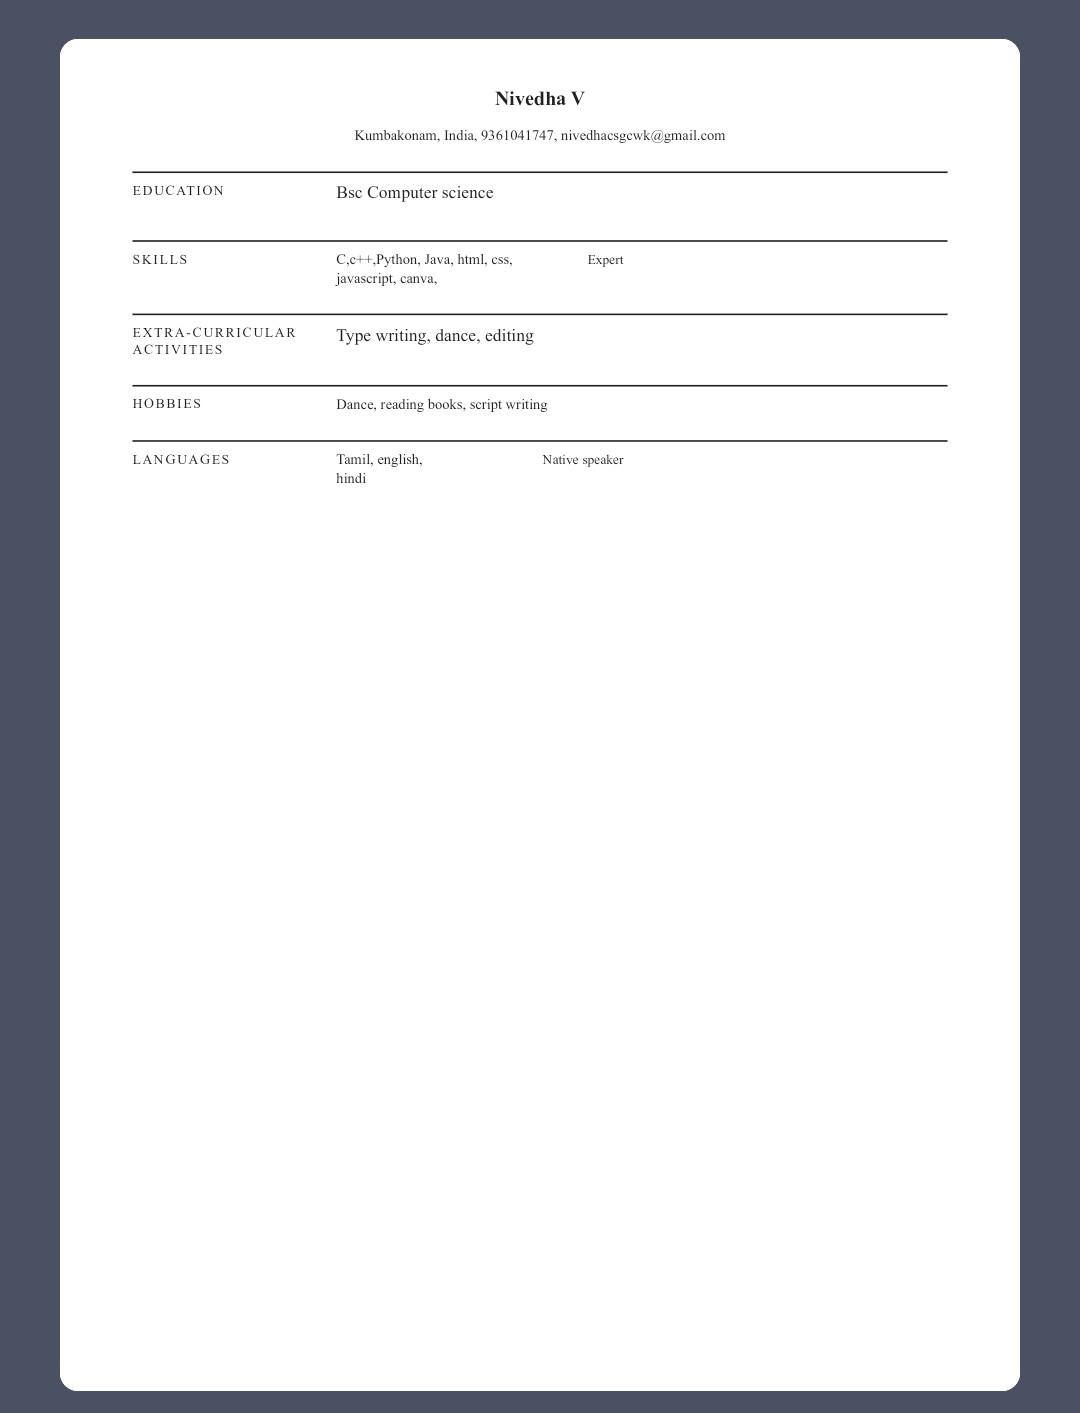 Nivedha V
Kumbakonam, India, 9361041747, nivedhacsgcwk@gmail.com
EDUCATION
Bsc Computer science
SKILLS
C,c++,Python, Java, html, css,
javascript, canva,
Expert
EXTRA-CURRICULAR
ACTIVITIES
Type writing, dance, editing
HOBBIES
Dance, reading books, script writing
LANGUAGES
Tamil, english,
hindi
Native speaker